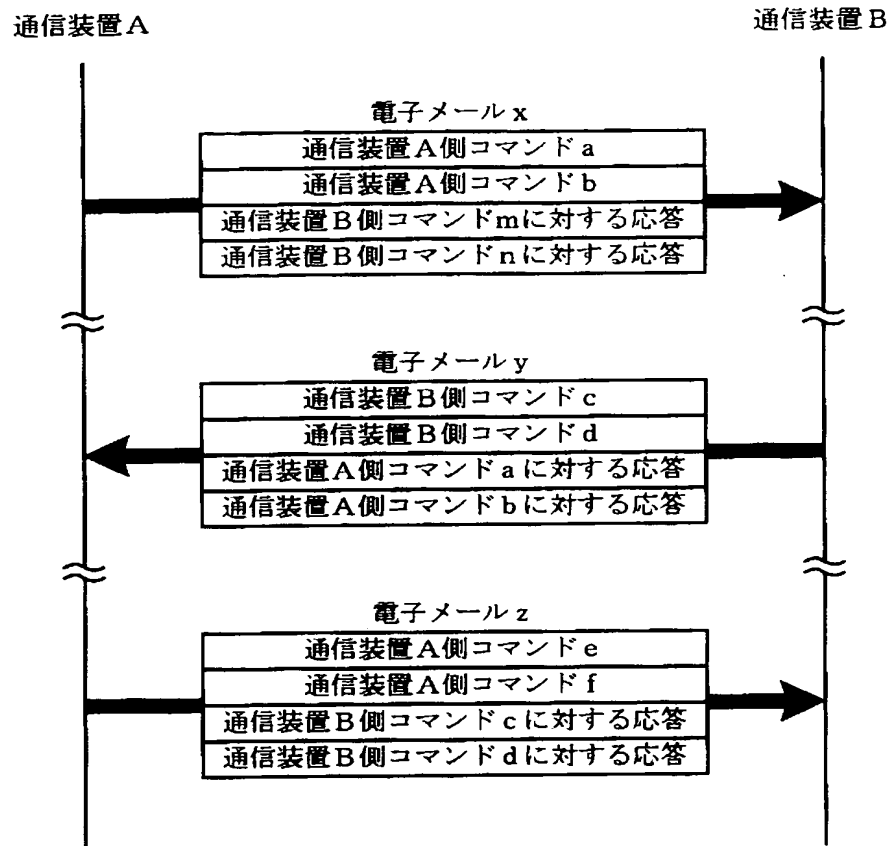 通信装置A
通信装置B
電子メールx
通信装置A側コマンドa
通信装置A側コマンドb
通信装置B側コマンドmに対する応答
通信装置B側コマンドnに対する応答
電子メールy
通信装置B側コマンドc
通信装置B側コマンドd
通信装置A側コマンドaに対する応答
通信装置A側コマンドbに対する応答
電子メールz
通信装置A側コマンドe
通信装置A側コマンドf
通信装置B側コマンドcに対する応答
通信装置B側コマンドdに対する応答